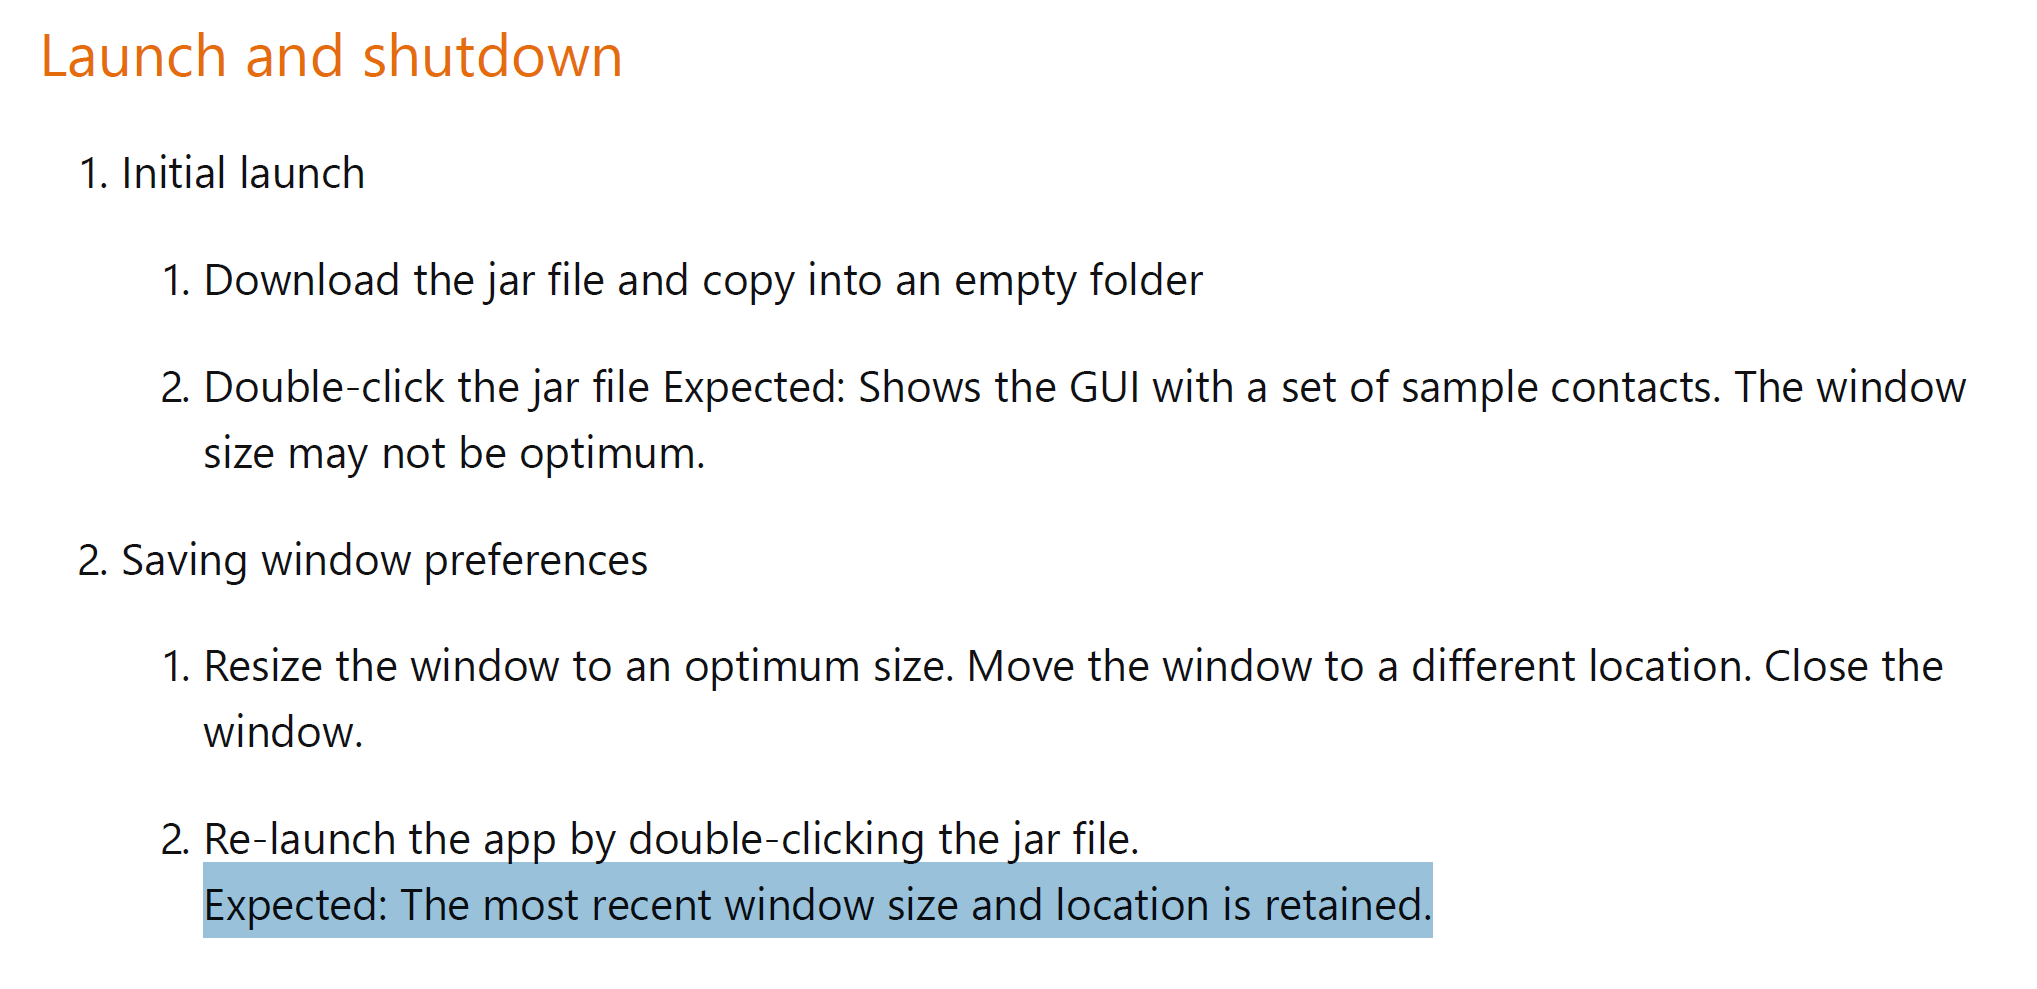 Launch and shutdown
1. Initial launch
1. Download the jar file and copy into an empty folder
2. Double-click the jar file Expected: Shows the GUI with a set of sample contacts. The window
size may not be optimum.
2. Saving window preferences
1. Resize the window to an optimum size. Move the window to a different location. Close the
window.
2. Re-launch the app by double-clicking the jar file.
Expected: The most recent window size and location is retained.